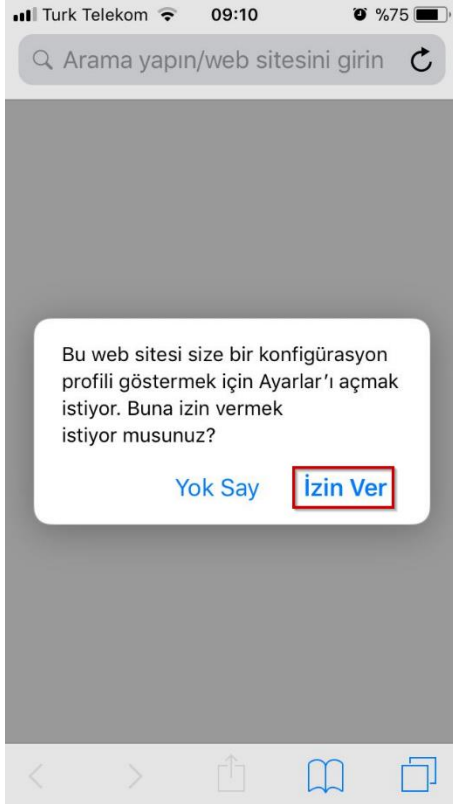 Turk Telekom 09:10 %75
Arama yapın/web sitesini girin
Bu web sitesi size bir konfigürasyon
profili göstermek için Ayarlar’ı açmak
istiyor. Buna izin vermek
istiyor musunuz?
Yok Say İzin Ver